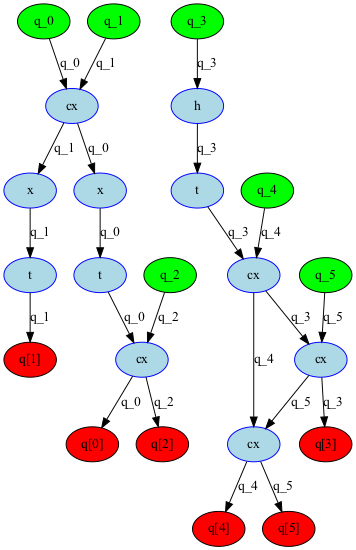 q_0 q_1 q_3
q_0 q_1 q_3
cx h
q_1 q_0 q_3
x x t q_4
q_1 q_0 q_3 q_4
t t q_2 cx q_5
q_1 q_0 q_2 q_3 q_5
q[1] cx q_4 cx
q_0 q_2 q_5 q_3
q[0] q[2] cx q[3]
q_4 q_5
q[4] q[5]